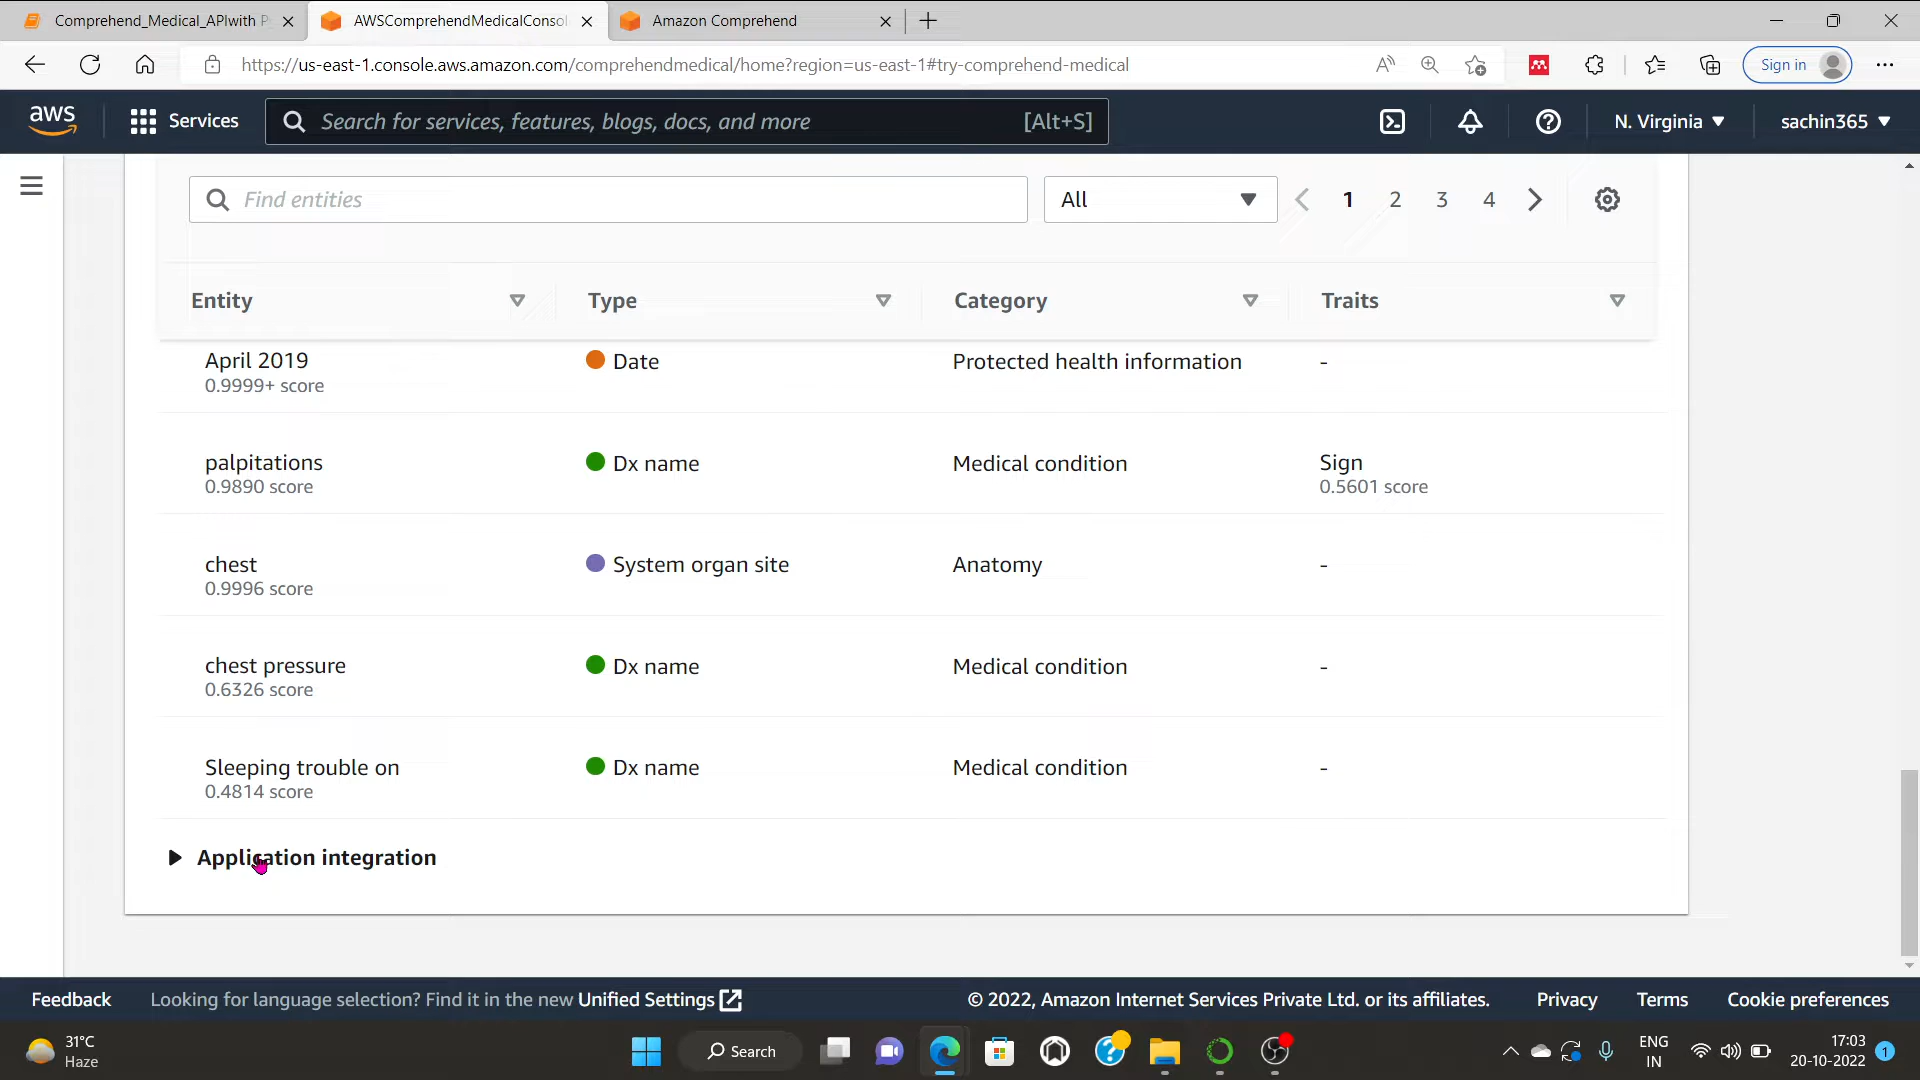 Comprehend_Medical_APIwith P
AWSComprehendMedicalConsol
Amazon Comprehend
https://us-east-1.console.aws.amazon.com/comprehendmedical/home?region=us-east-1#try-comprehend-medical
Sign in
aws
Services
Search for services, features, blogs, docs, and more
[Alt+S]
N. Virginia
sachin365
Find entities
All
1 2 3 4
Entity Type Category Traits
April 2019 Date Protected health information -
0.9999+ score
palpitations Dx name Medical condition Sign
0.9890 score 0.5601 score
chest System organ site Anatomy -
0.9996 score
chest pressure Dx name Medical condition -
0.6326 score
Sleeping trouble on Dx name Medical condition -
0.4814 score
Application integration
Feedback Looking for language selection? Find it in the new Unified Settings © 2022, Amazon Internet Services Private Ltd. or its affiliates. Privacy Terms Cookie preferences
31°C
Haze
Search
ENG
IN
17:03
20-10-2022
1